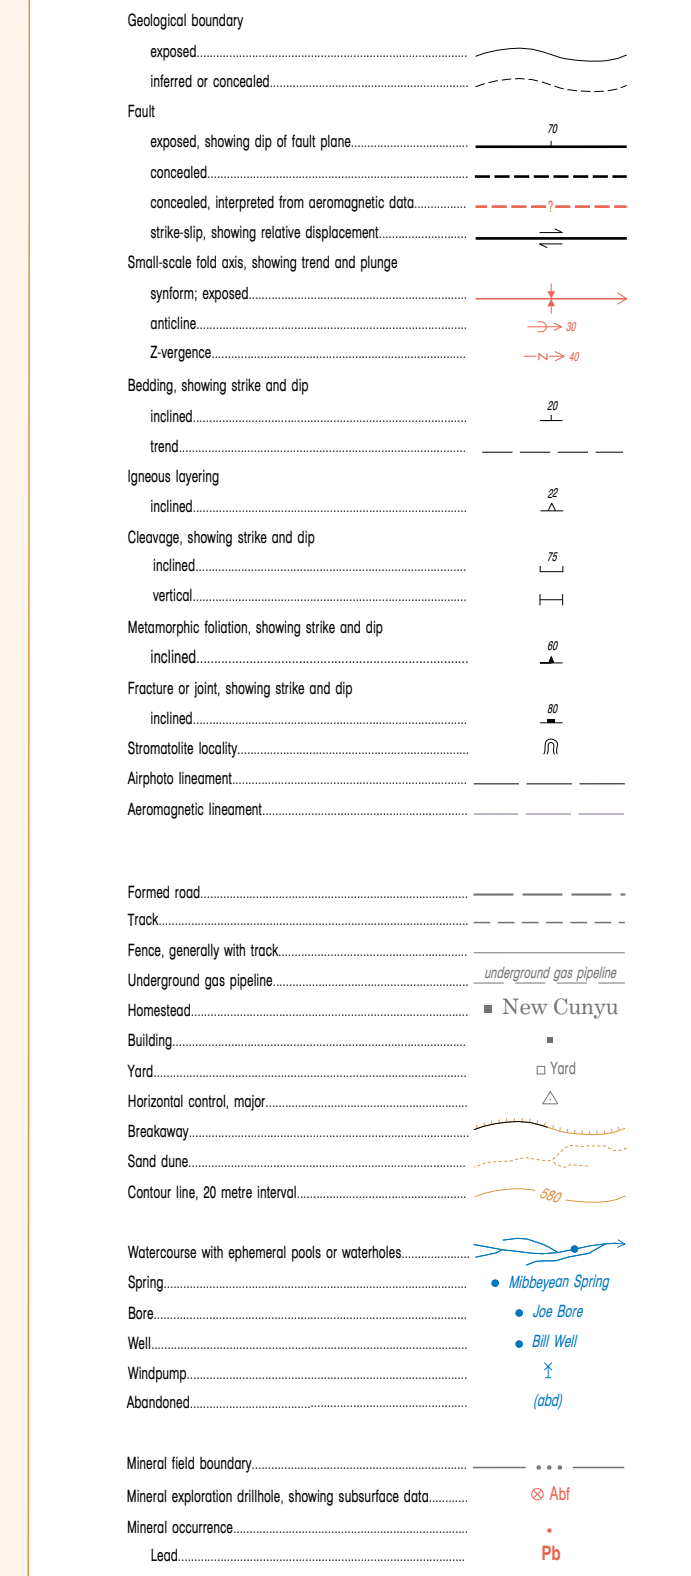 Geological boundary
exposed
inferred or concealed
Fault
70
exposed, showing dip of fault plane
concealed
concealed, interpreted from aeromagnetic data ?
strike-slip, showing relative displacement
Small-scale fold axis, showing trend and plunge
synform; exposed
anticline 30
Z-vergence Z 40
Bedding, showing strike and dip
20
inclined
trend
Igneous layering
22
inclined
Cleavage, showing strike and dip
75
inclined
vertical
Metamorphic foliation, showing strike and dip
60
inclined
Fracture or joint, showing strike and dip
80
inclined
Stromatolite locality
Airphoto lineament
Aeromagnetic lineament
Formed road
Track
Fence, generally with track
underground gas pipeline
Underground gas pipeline
Homestead New Cunyu
Building
Yard Yard
Horizontal control, major
Breakaway
Sand dune
Contour line, 20 metre interval 580
Watercourse with ephemeral pools or waterholes
Spring Mibbeyean Spring
Bore Joe Bore
Well Bill Well
Windpump
Abandoned (abd)
Mineral field boundary
Mineral exploration drillhole, showing subsurface data Abf
Mineral occurrence
Lead Pb